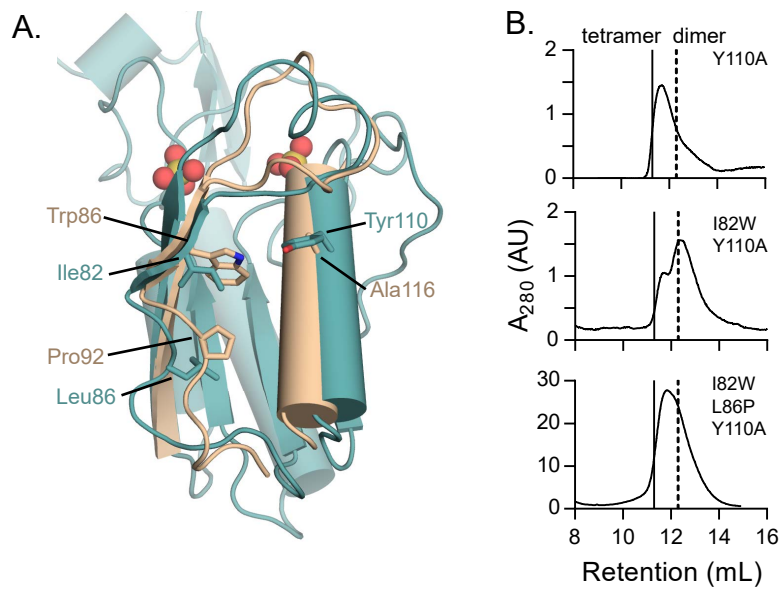 A.
Trp86
Ile82
Pro92
Leu86
Tyr110
Ala116
B.
tetramer dimer
2
1
0
Y110A
2
1
0
I82W
Y110A
30
20
10
0
I82W
L86P
Y110A
8 10 12 14 16
A280 (AU)
Retention (mL)